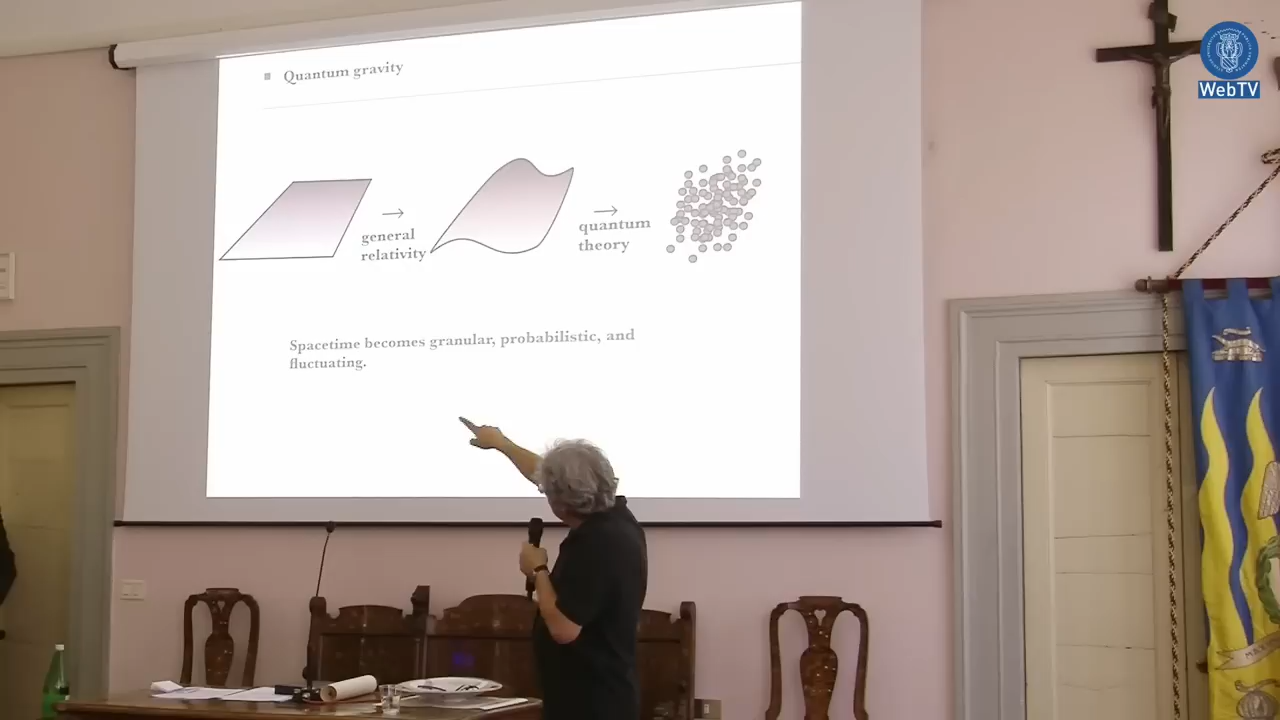 Quantum gravity
general
relativity
quantum
theory
Spacetime becomes granular, probabilistic, and
fluctuating.
WebTV